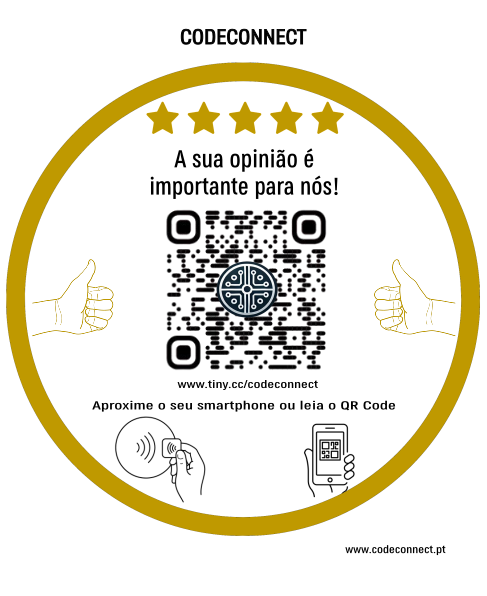 CODECONNECT
A sua opinião é
importante para nós!
www.tiny.cc/codeconnect
Aproxime o seu smartphone ou leia o QR Code
www.codeconnect.pt